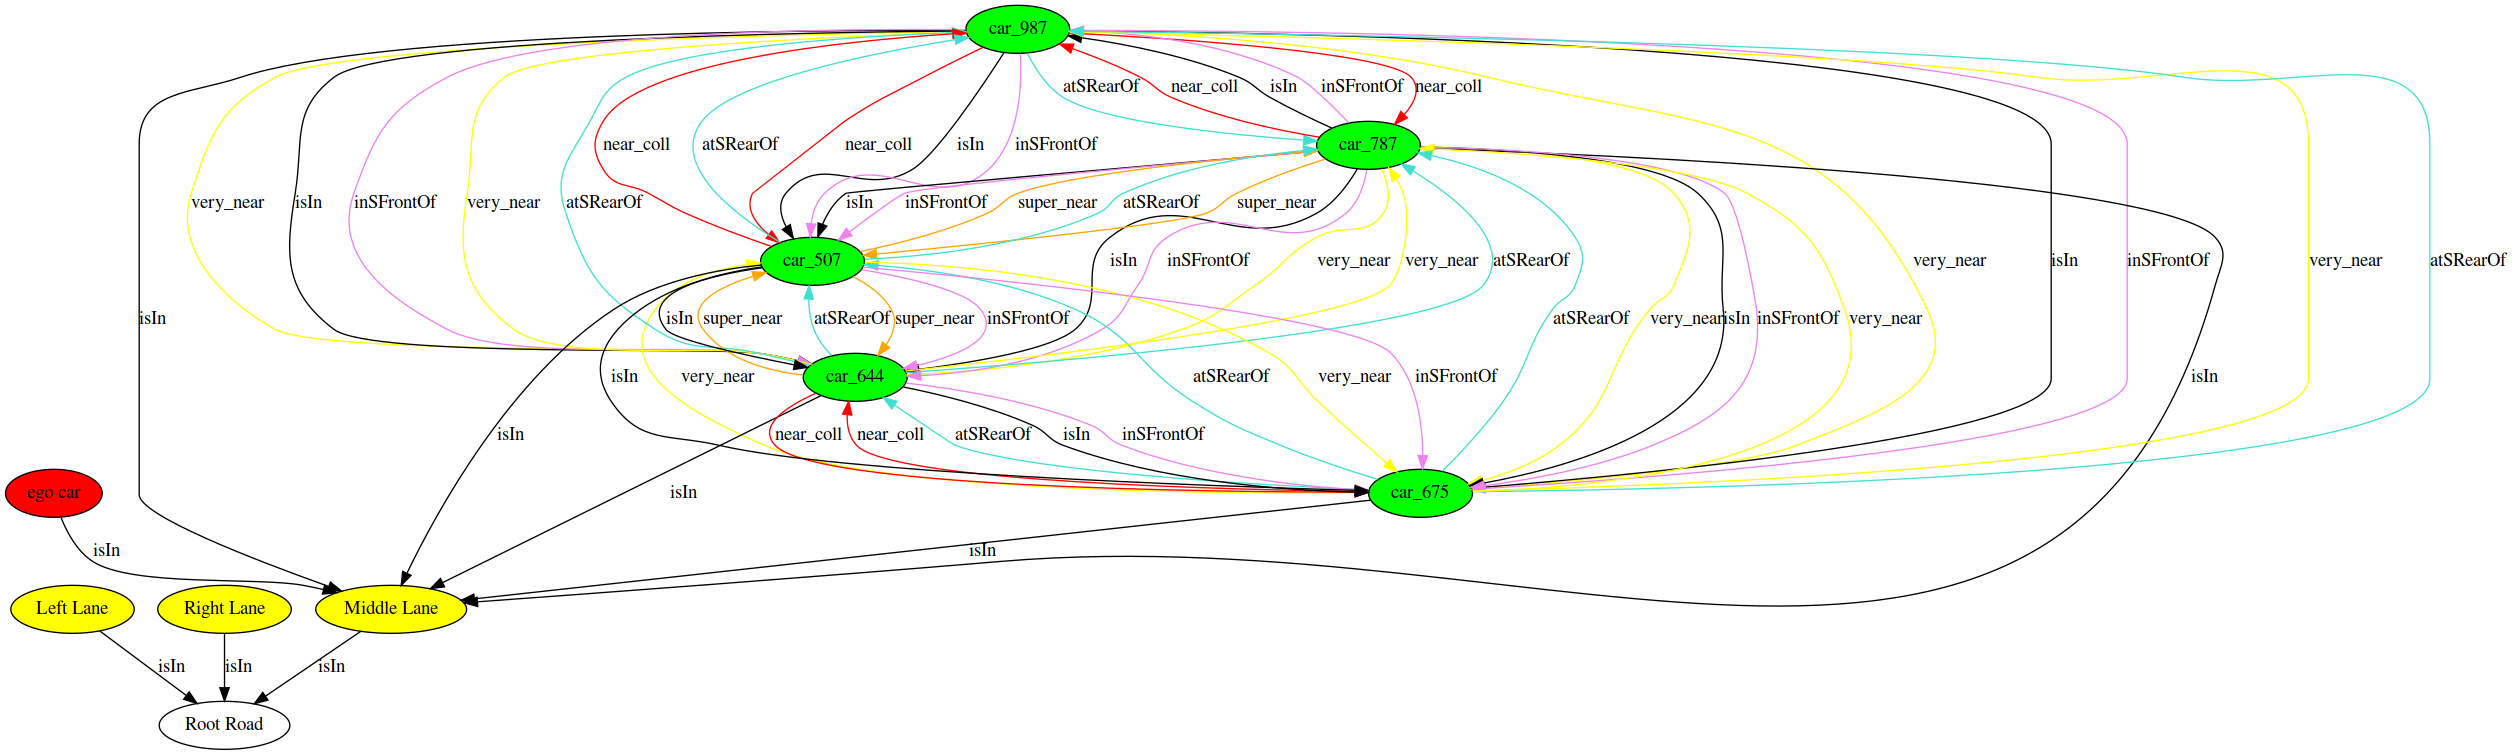 car_987
atSRearOf
near_coll
isIn
inSFrontOf
near_coll
car_787
near_coll
atSRearOf
near_coll
isIn
inSFrontOf
very_near
isIn
inSFrontOf
very_near
atSRearOf
isIn
inSFrontOf
super_near
atSRearOf
super_near
car_507
isIn
inSFrontOf
very_near
very_near
atSRearOf
very_near
isIn
inSFrontOf
very_near
atSRearOf
isIn
isIn
super_near
atSRearOf
super_near
inSFrontOf
atSRearOf
very_near
isIn
inSFrontOf
very_near
isIn
very_near
car_644
atSRearOf
very_near
inSFrontOf
isIn
isIn
near_coll
near_coll
atSRearOf
isIn
inSFrontOf
ego car
isIn
car_675
isIn
isIn
Left Lane
Right Lane
Middle Lane
isIn
isIn
isIn
Root Road